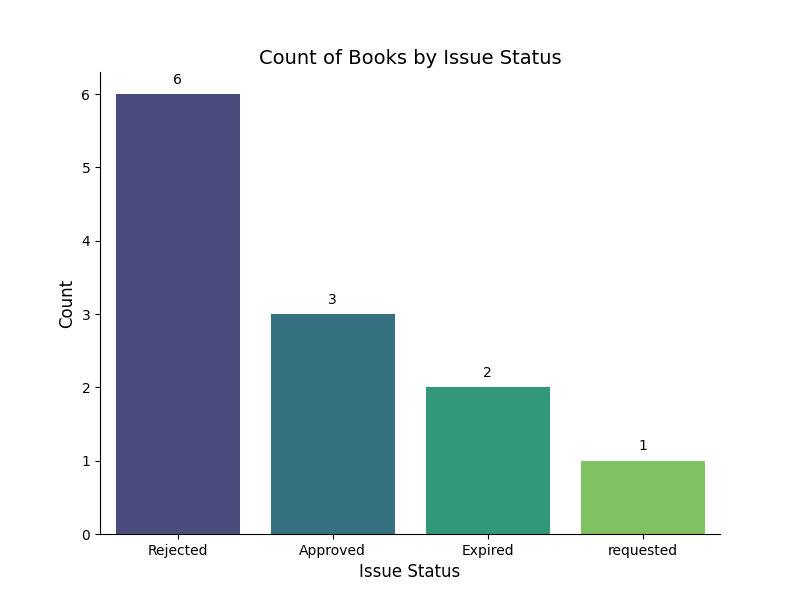 Count of Books by Issue Status
6
3
2
1
Count
6
5
4
3
2
1
0
Rejected Approved Expired requested
Issue Status